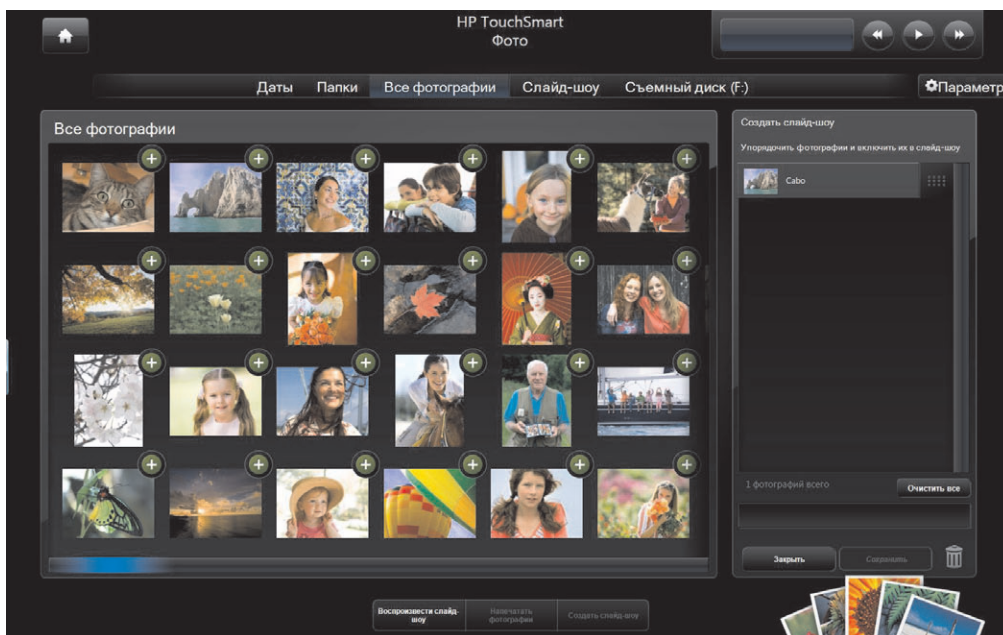 HP TouchSmart
Фото
Даты Папки Все фотографии Слайд-шоу Съемный диск (F:) Параметр
Все фотографии
Создать слайд-шоу
Упорядочить фотографии и включить их в слайд-шоу
Cabo
1 фотографий всего
Очистить все
Закрыть Сохранить
Воспроизвести слайд-
шоу
Напечатать
фотографии
Создать слайд-шоу